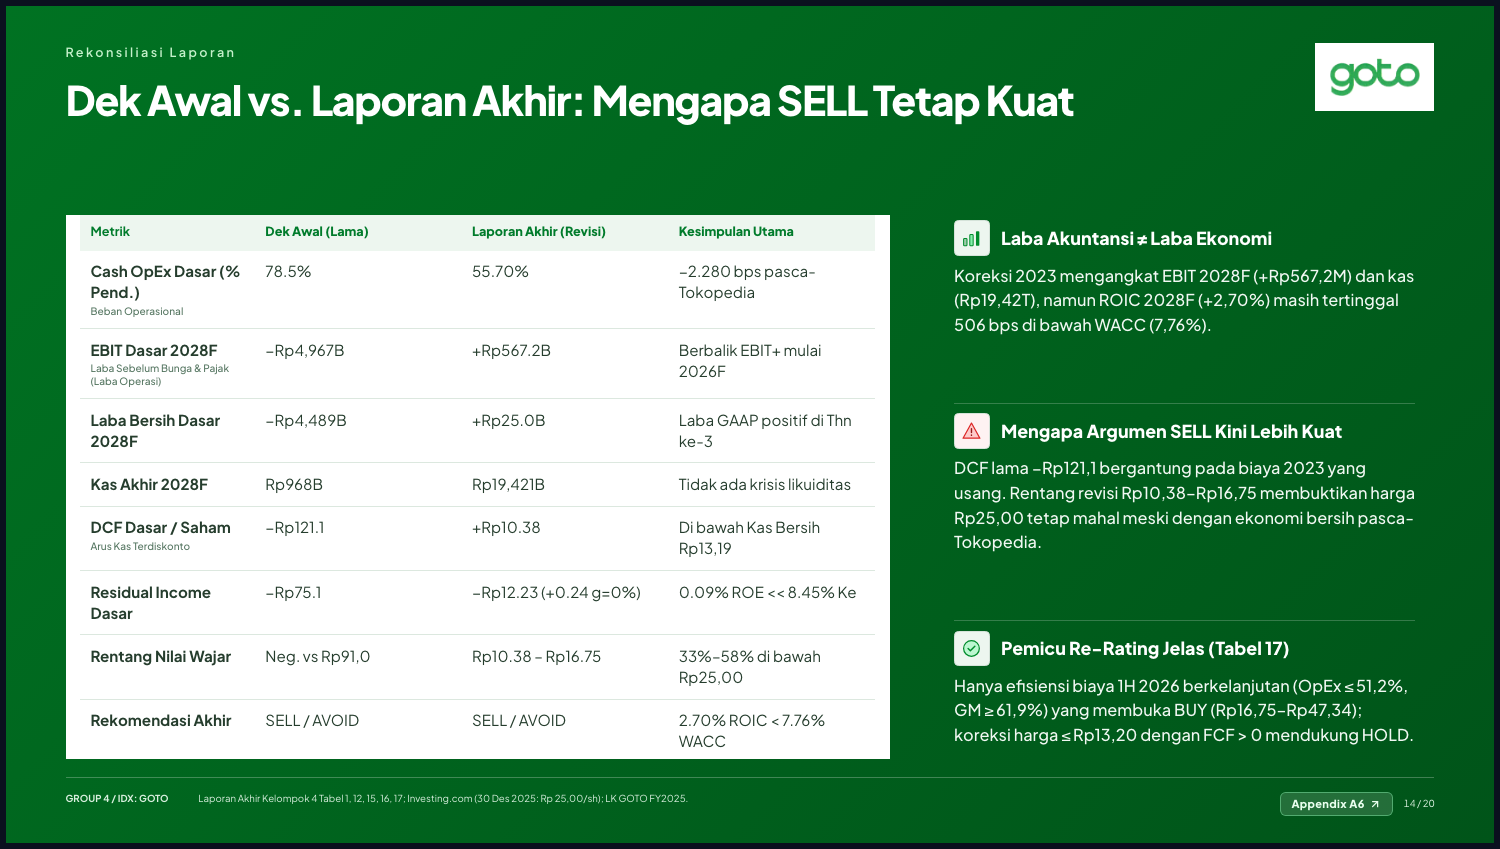 Rekonsiliasi Laporan
Dek Awal vs. Laporan Akhir: Mengapa SELL Tetap Kuat
goto
Metrik Dek Awal (Lama) Laporan Akhir (Revisi) Kesimpulan Utama
Cash OpEx Dasar (% 78.5% 55.70% −2.280 bps pasca-
Pend.) Tokopedia
Beban Operasional
EBIT Dasar 2028F −Rp4,967B +Rp567.2B Berbalik EBIT+ mulai
Laba Sebelum Bunga & Pajak 2026F
(Laba Operasi)
Laba Bersih Dasar −Rp4,489B +Rp25.0B Laba GAAP positif di Thn
2028F ke-3
Kas Akhir 2028F Rp968B Rp19,421B Tidak ada krisis likuiditas
DCF Dasar / Saham −Rp121.1 +Rp10.38 Di bawah Kas Bersih
Arus Kas Terdiskonto Rp13,19
Residual Income −Rp75.1 −Rp12.23 (+0.24 g=0%) 0.09% ROE << 8.45% Ke
Dasar
Rentang Nilai Wajar Neg. vs Rp91,0 Rp10.38 – Rp16.75 33%–58% di bawah
Rp25,00
Rekomendasi Akhir SELL / AVOID SELL / AVOID 2.70% ROIC < 7.76%
WACC
Laba Akuntansi ≠ Laba Ekonomi
Koreksi 2023 mengangkat EBIT 2028F (+Rp567,2M) dan kas
(Rp19,42T), namun ROIC 2028F (+2,70%) masih tertinggal
506 bps di bawah WACC (7,76%).
Mengapa Argumen SELL Kini Lebih Kuat
DCF lama −Rp121,1 bergantung pada biaya 2023 yang
usang. Rentang revisi Rp10,38–Rp16,75 membuktikan harga
Rp25,00 tetap mahal meski dengan ekonomi bersih pasca-
Tokopedia.
Pemicu Re-Rating Jelas (Tabel 17)
Hanya efisiensi biaya 1H 2026 berkelanjutan (OpEx ≤ 51,2%,
GM ≥ 61,9%) yang membuka BUY (Rp16,75–Rp47,34);
koreksi harga ≤ Rp13,20 dengan FCF > 0 mendukung HOLD.
GROUP 4 / IDX: GOTO Laporan Akhir Kelompok 4 Tabel 1, 12, 15, 16, 17; Investing.com (30 Des 2025: Rp 25,00/sh); LK GOTO FY2025.
Appendix A6 ↗ 14 / 20